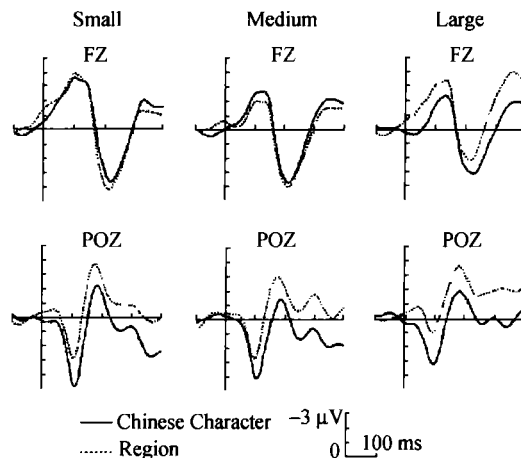 Small Medium Large
FZ FZ FZ
POZ POZ POZ
Chinese Character
Region
−3 μV
0 100 ms